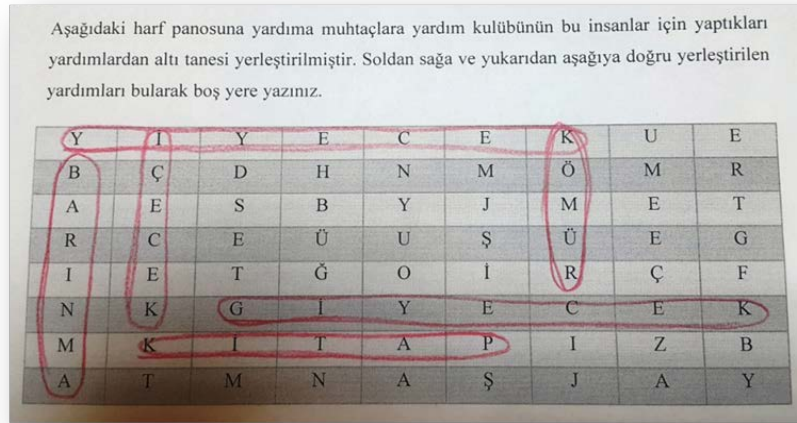 Aşağıdaki harf panosuna yardıma muhtaçlara yardım kulübünün bu insanlar için yaptıkları
yardımlardan altı tanesi yerleştirilmiştir. Soldan sağa ve yukarıdan aşağıya doğru yerleştirilen
yardımları bularak boş yere yazınız.
Y İ Y E C E K U E
B Ç D H N M Ö M R
A E S B Y J M E T
R C E Ü U Ş Ü E G
I E T Ğ O İ R Ç F
N K G İ Y E C E K
M K İ T A P I Z B
A T M N A Ş J A Y